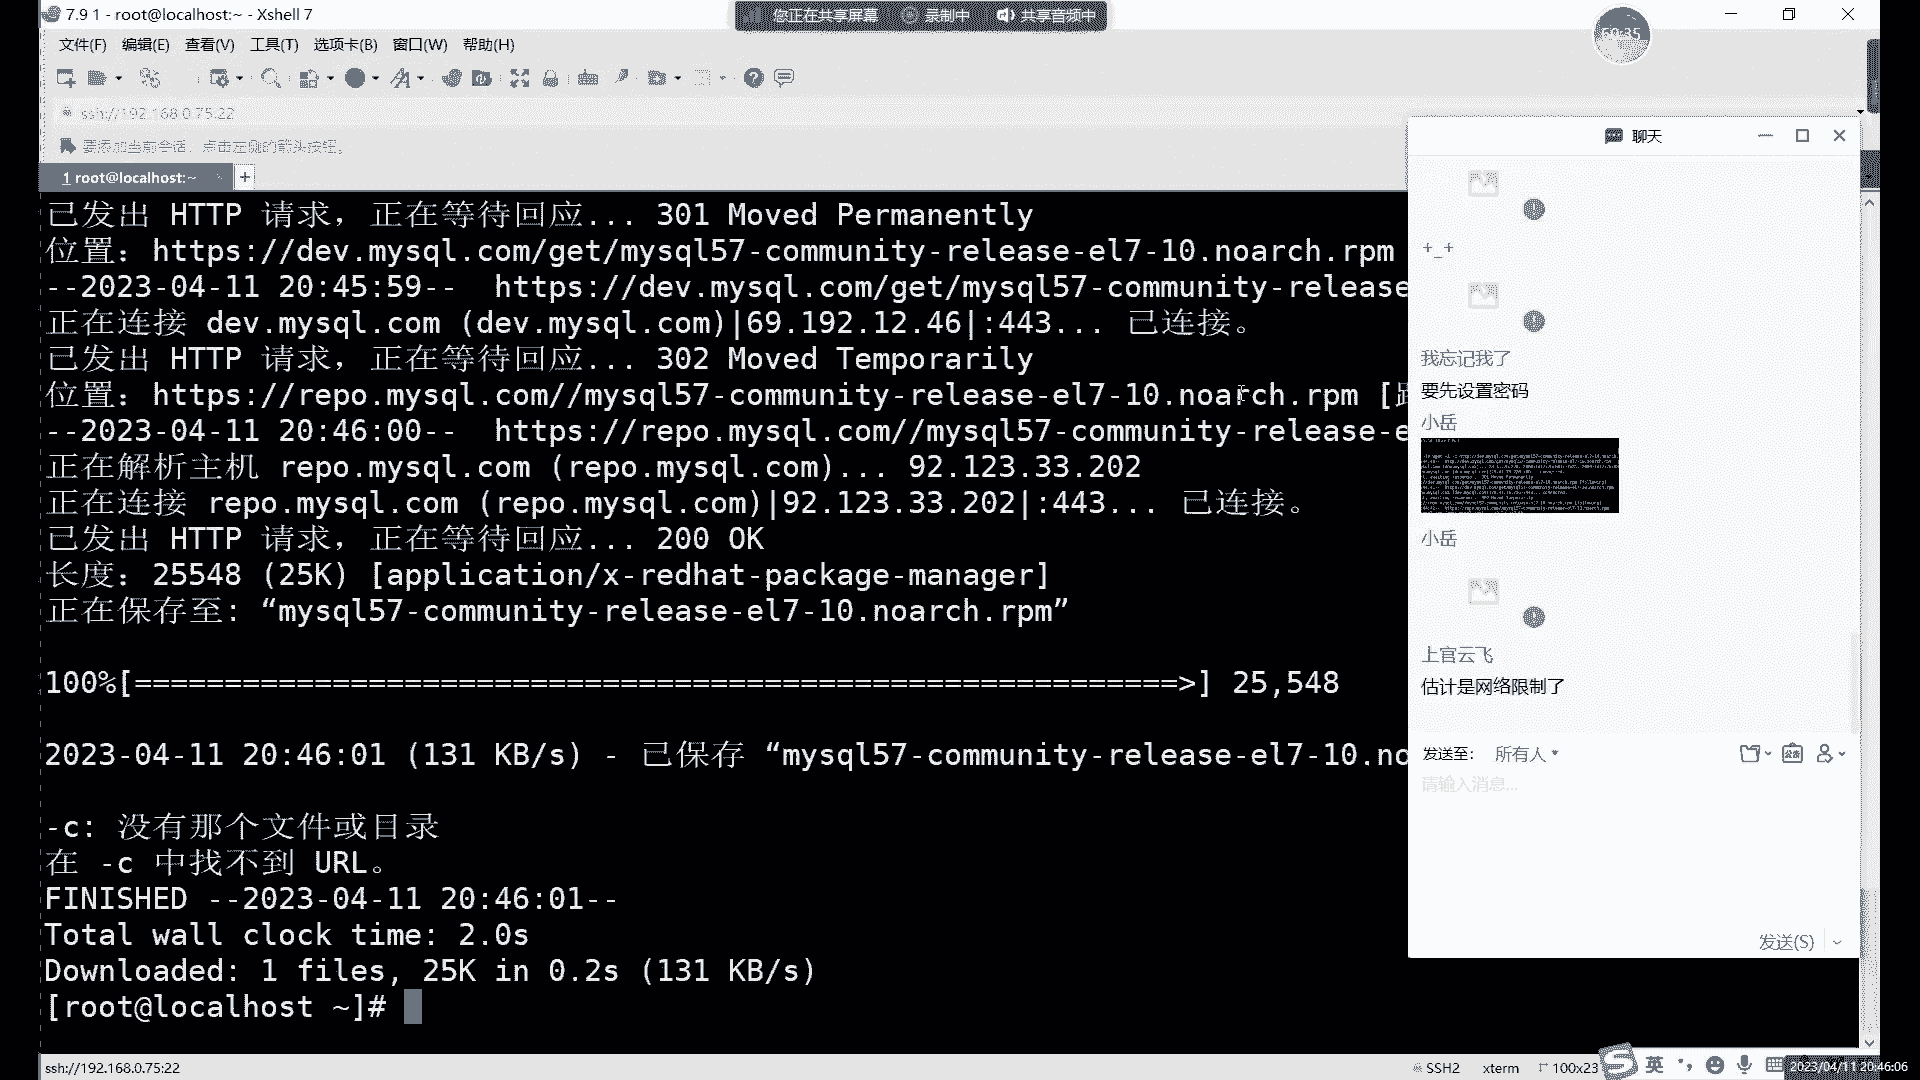 7.9 1 - root@localhost:~ - Xshell 7
您正在共享屏幕 录制中 共享音频中
60:35
文件(F) 编辑(E) 查看(V) 工具(T) 选项卡(B) 窗口(W) 帮助(H)
ssh://192.168.0.75:22
要添加当前会话，点击左侧的箭头按钮。
1 root@localhost:~ +
已发出 HTTP 请求，正在等待回应... 301 Moved Permanently
位置：https://dev.mysql.com/get/mysql57-community-release-el7-10.noarch.rpm
--2023-04-11 20:45:59-- https://dev.mysql.com/get/mysql57-community-release
正在连接 dev.mysql.com (dev.mysql.com)|69.192.12.46|:443... 已连接。
已发出 HTTP 请求，正在等待回应... 302 Moved Temporarily
位置：https://repo.mysql.com//mysql57-community-release-el7-10.noarch.rpm [
--2023-04-11 20:46:00-- https://repo.mysql.com//mysql57-community-release-e
正在解析主机 repo.mysql.com (repo.mysql.com)... 92.123.33.202
正在连接 repo.mysql.com (repo.mysql.com)|92.123.33.202|:443... 已连接。
已发出 HTTP 请求，正在等待回应... 200 OK
长度：25548 (25K) [application/x-redhat-package-manager]
正在保存至: “mysql57-community-release-el7-10.noarch.rpm”
100%[==========================================================>] 25,548
2023-04-11 20:46:01 (131 KB/s) - 已保存 “mysql57-community-release-el7-10.no
-c: 没有那个文件或目录
在 -c 中找不到 URL。
FINISHED --2023-04-11 20:46:01--
Total wall clock time: 2.0s
Downloaded: 1 files, 25K in 0.2s (131 KB/s)
[root@localhost ~]#
聊天
+_+
我忘记我了
要先设置密码
小岳
小岳
上官云飞
估计是网络限制了
发送至： 所有人
请输入消息...
发送(S)
ssh://192.168.0.75:22
SSH2 xterm 100x23
英
2023/04/11 20:46:06